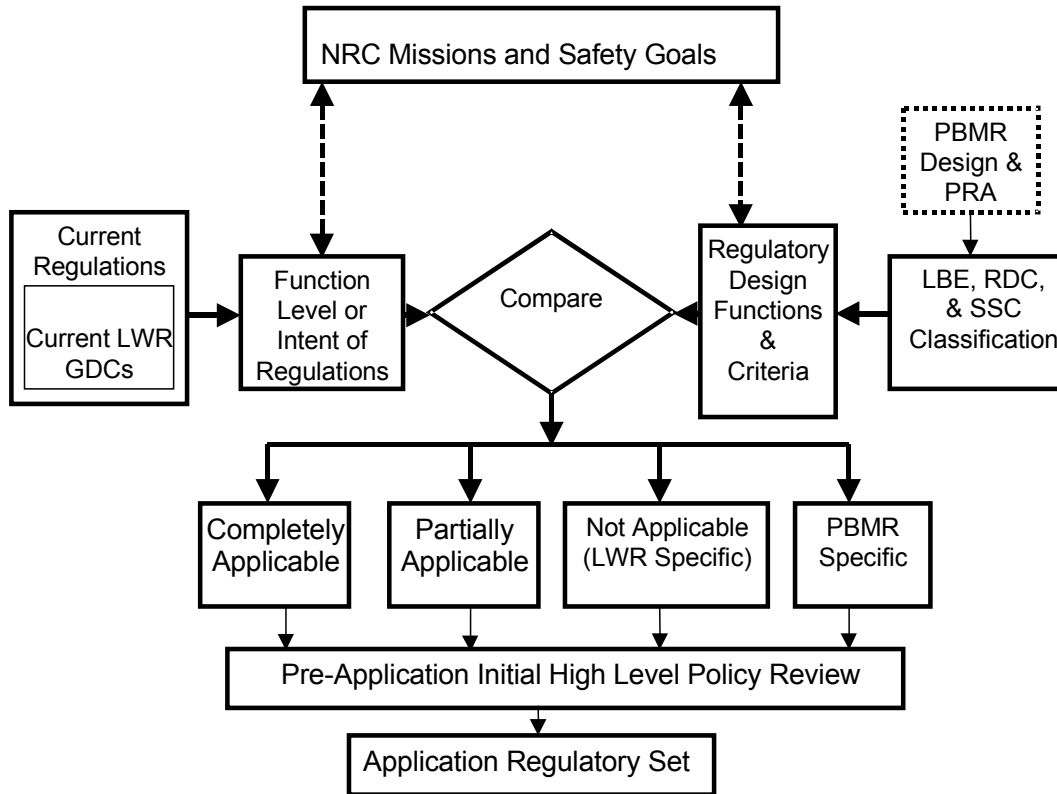 NRC Missions and Safety Goals
PBMR
Design &
PRA
Current
Regulations
Current LWR
GDCs
Function
Level or
Intent of
Regulations
Compare
Regulatory
Design
Functions
&
Criteria
LBE, RDC,
& SSC
Classification
Completely
Applicable
Partially
Applicable
Not Applicable
(LWR Specific)
PBMR
Specific
Pre-Application Initial High Level Policy Review
Application Regulatory Set